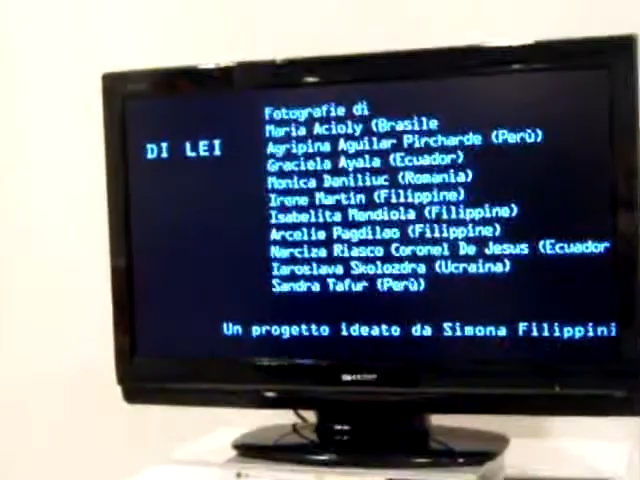 DI LEI
Fotografie di
Maria Acioly (Brasile
Agripina Aguilar Pircharde (Perù)
Graciela Ayala (Ecuador)
Monica Daniliuc (Romania)
Irene Martin (Filippine)
Isabelita Mendiola (Filippine)
Arcelie Pagdilao (Filippine)
Narciza Riasco Coronel De Jesus (Ecuador
Iaroslava Skolozdra (Ucraina)
Sandra Tafur (Perù)
Un progetto ideato da Simona Filippini
SHARP